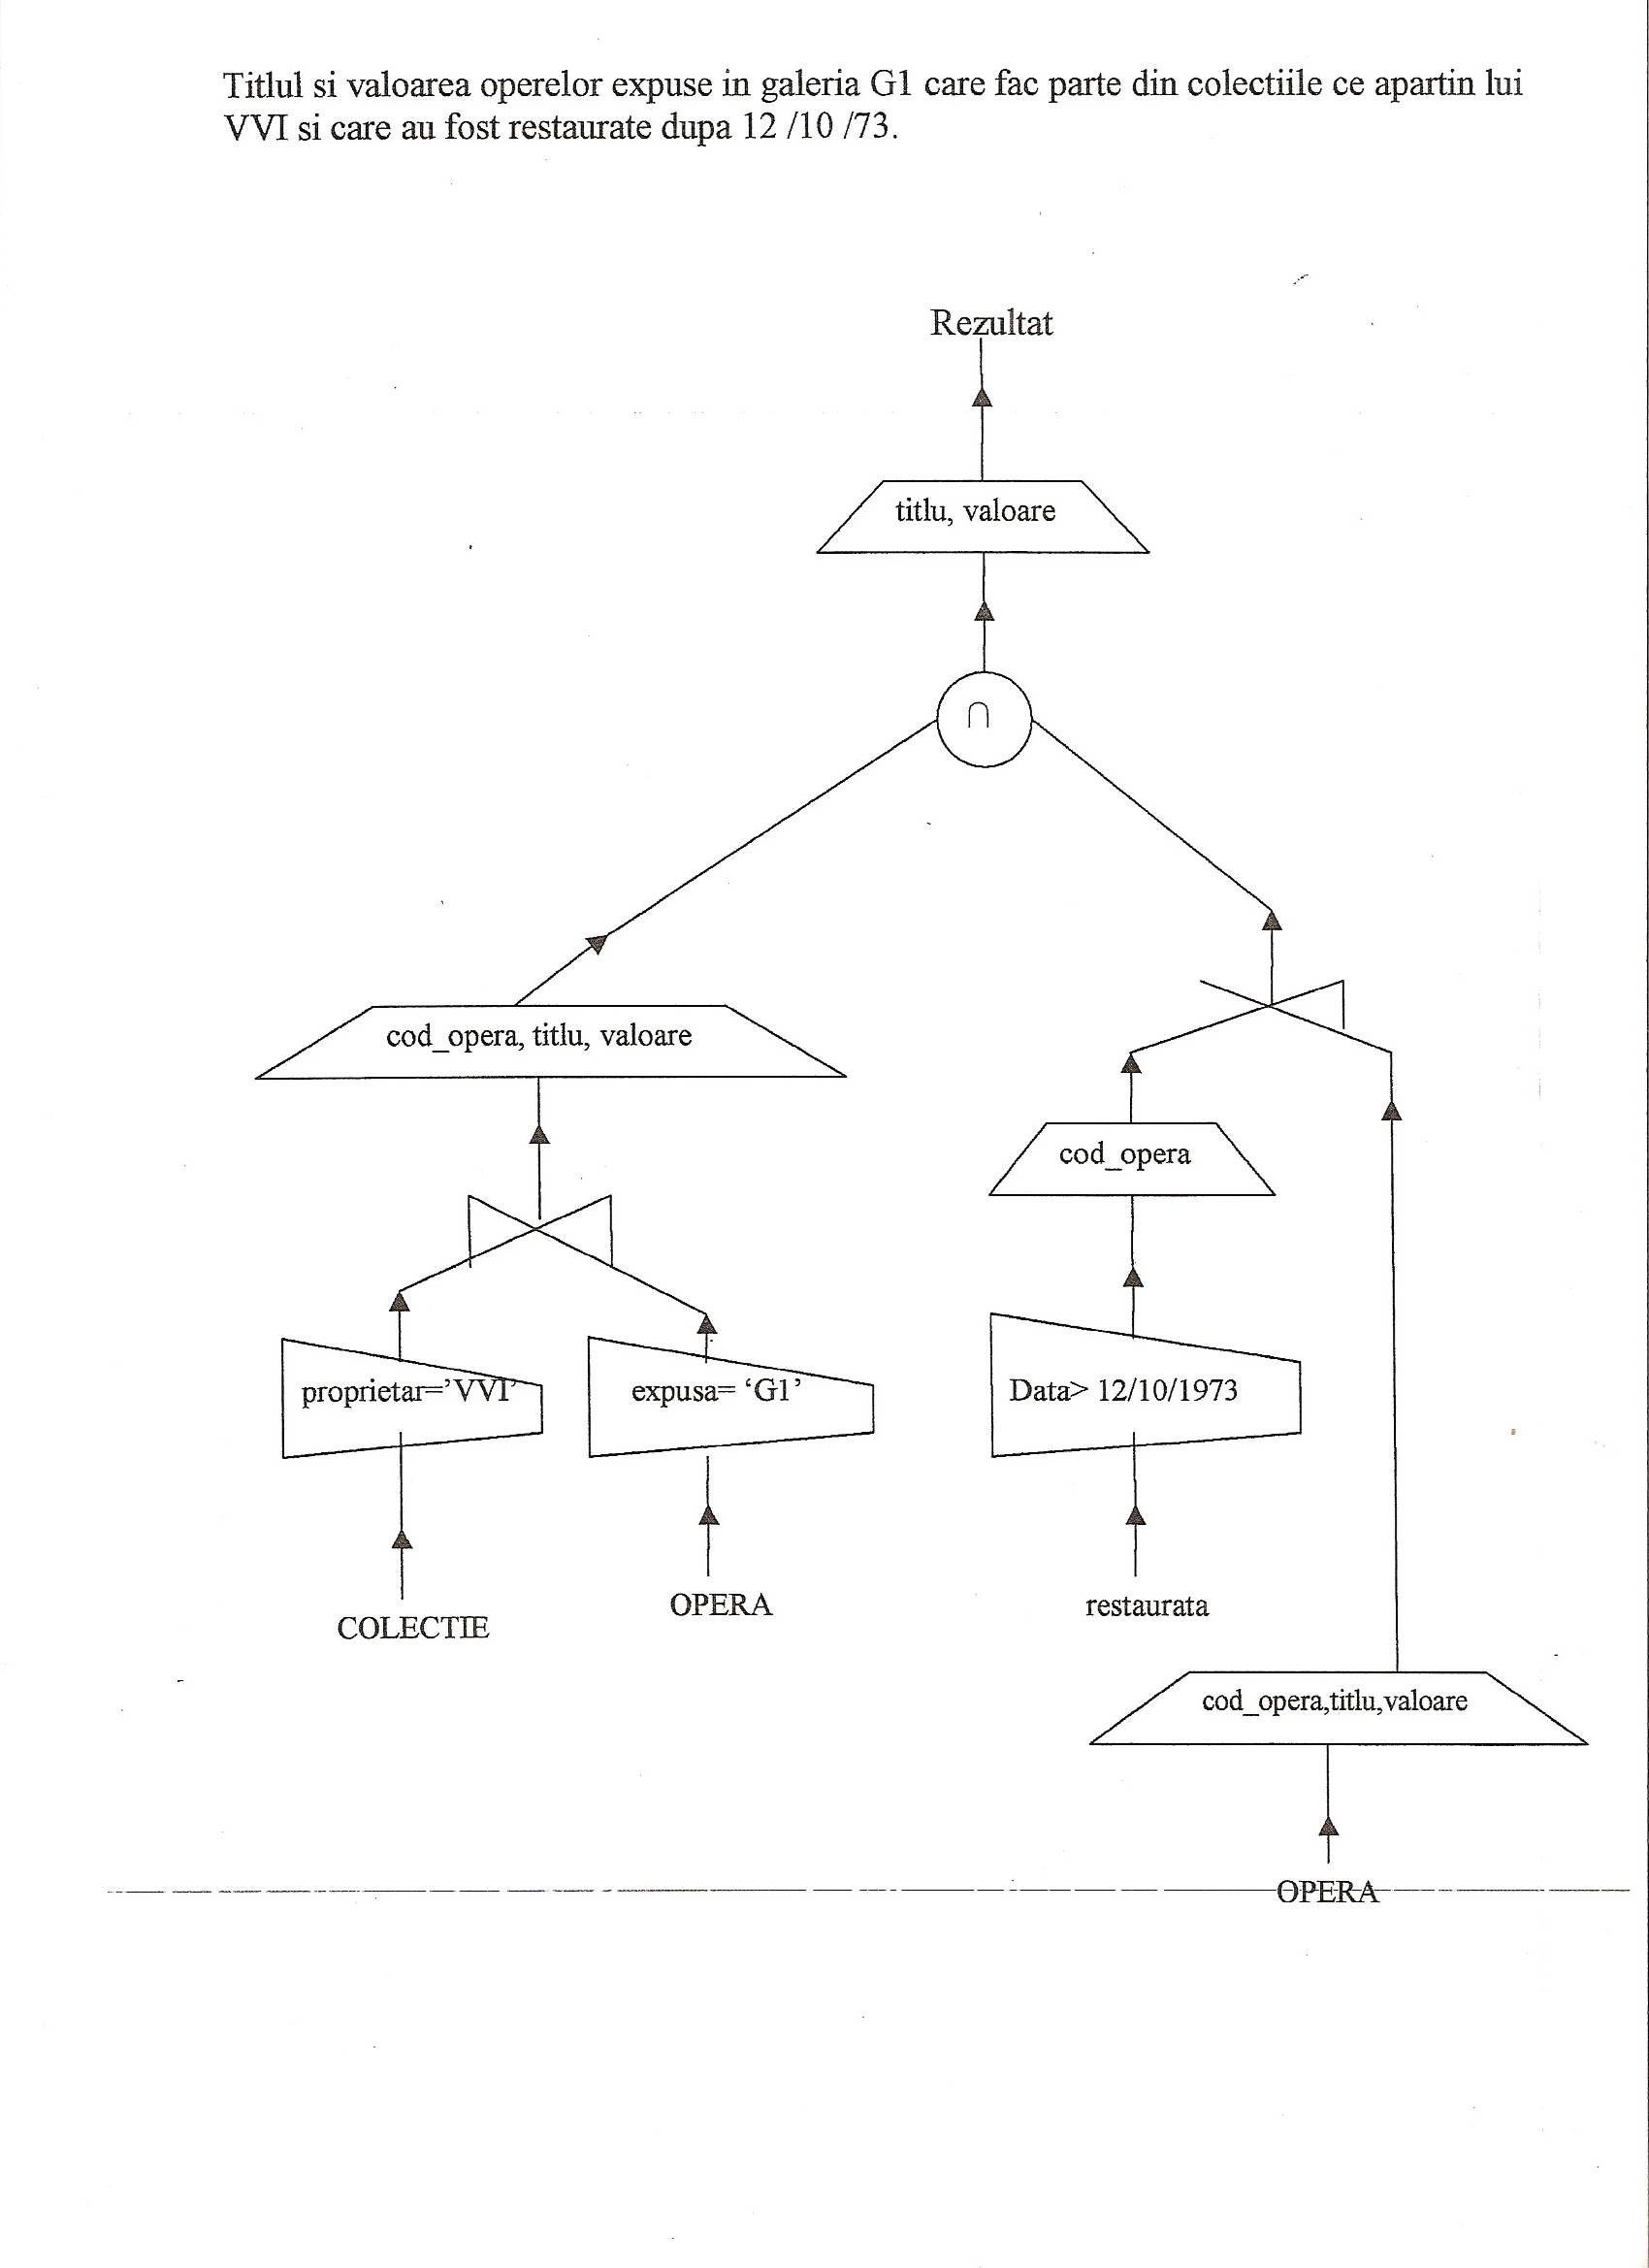 Titlul si valoarea operelor expuse in galeria G1 care fac parte din colectiile ce apartin lui
VVI si care au fost restaurate dupa 12 /10 /73.
Rezultat
titlu, valoare
∩
cod_opera, titlu, valoare
cod_opera
proprietar=’VVI’
expusa= ‘G1’
Data> 12/10/1973
COLECTIE
OPERA
restaurata
cod_opera,titlu,valoare
OPERA